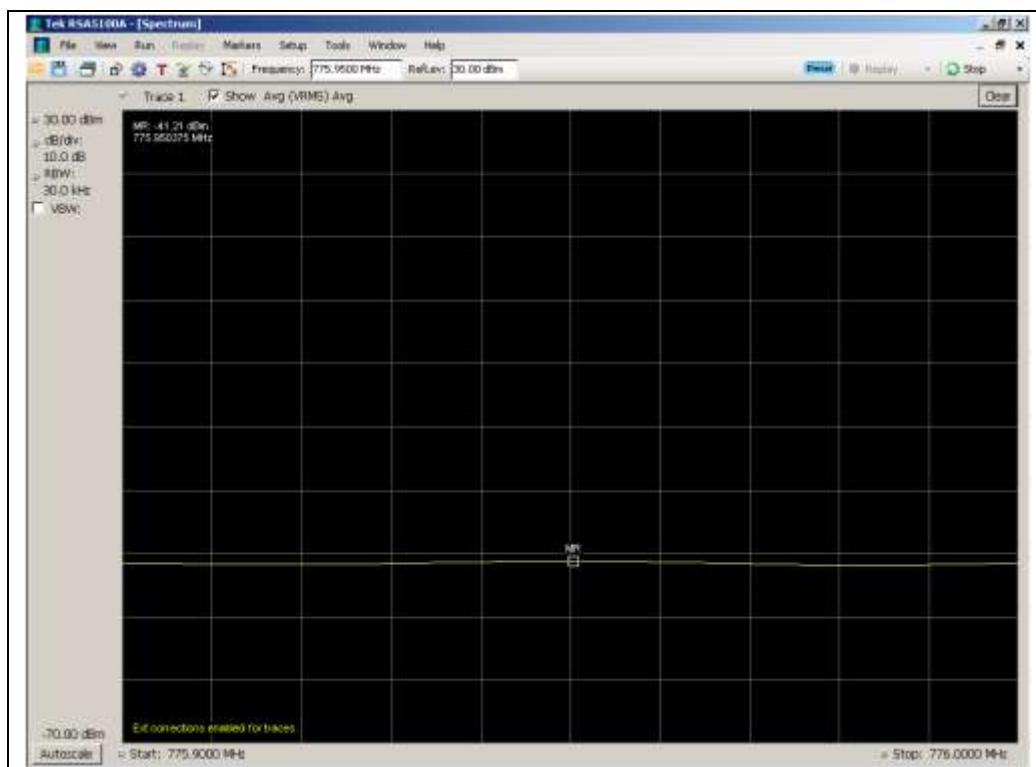 Tek RSA5100A - [Spectrum]
File View Run Replay Markers Setup Tools Window Help
Frequency: 775.9500 MHz RefLev: 30.00 dBm Preset Replay Stop
Trace 1 Show Avg (VRMS) Avg Clear
30.00 dBm
dB/div:
10.0 dB
RBW:
30.0 kHz
VBW:
MR: -41.21 dBm
775.950375 MHz
MR
Ext corrections enabled for traces
-70.00 dBm
Autoscale Start: 775.9000 MHz Stop: 776.0000 MHz